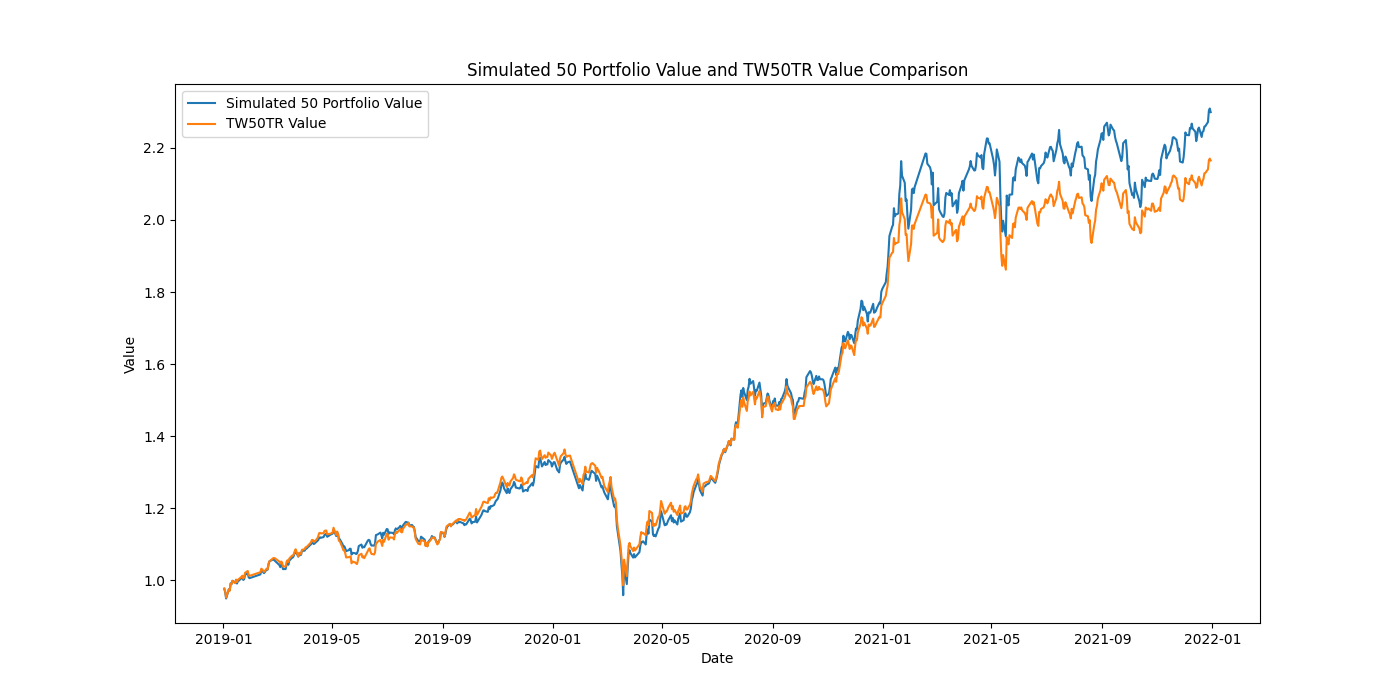 Simulated 50 Portfolio Value and TW50TR Value Comparison
Simulated 50 Portfolio Value
TW50TR Value
Value
2.2
2.0
1.8
1.6
1.4
1.2
1.0
2019-01 2019-05 2019-09 2020-01 2020-05 2020-09 2021-01 2021-05 2021-09 2022-01
Date